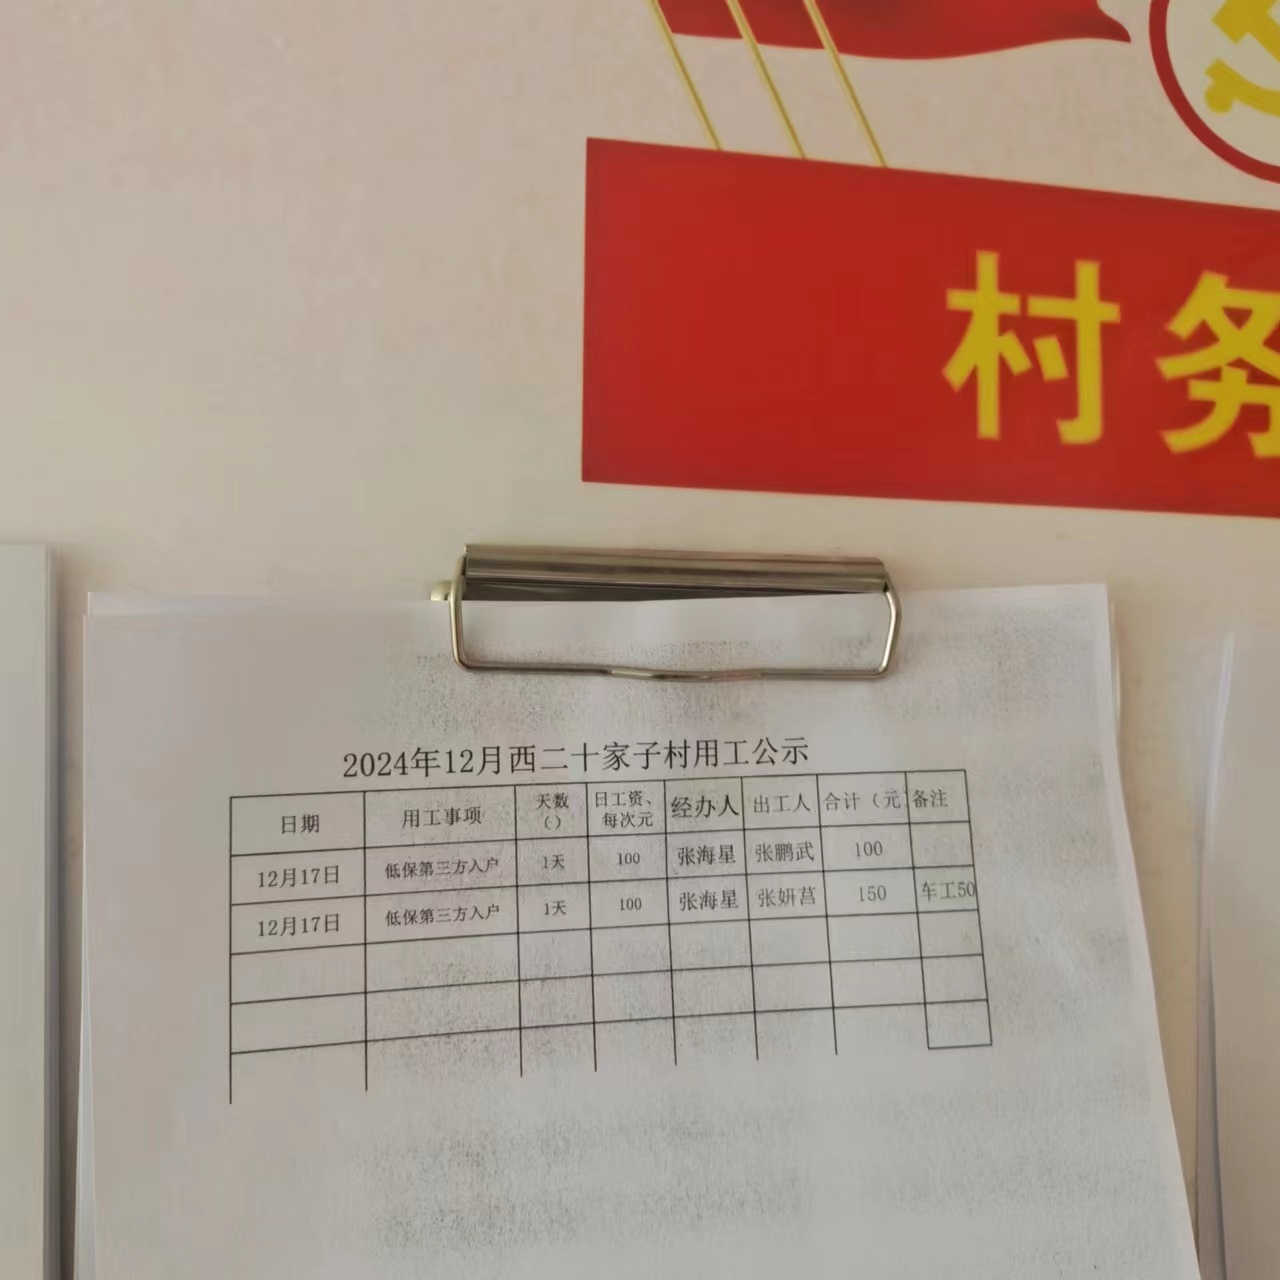 村务
2024年12月西二十家子村用工公示
日期 用工事项 天数() 日工资、每次元 经办人 出工人 合计（元） 备注
12月17日 低保第三方入户 1天 100 张海星 张鹏武 100
12月17日 低保第三方入户 1天 100 张海星 张妍莒 150 车工50